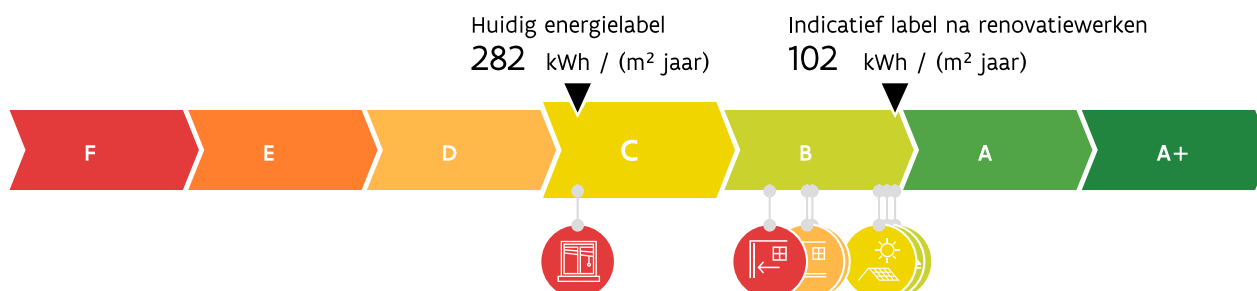 Huidig energielabel
282 kWh / (m² jaar)
Indicatief label na renovatiewerken
102 kWh / (m² jaar)
F E D C B A A+